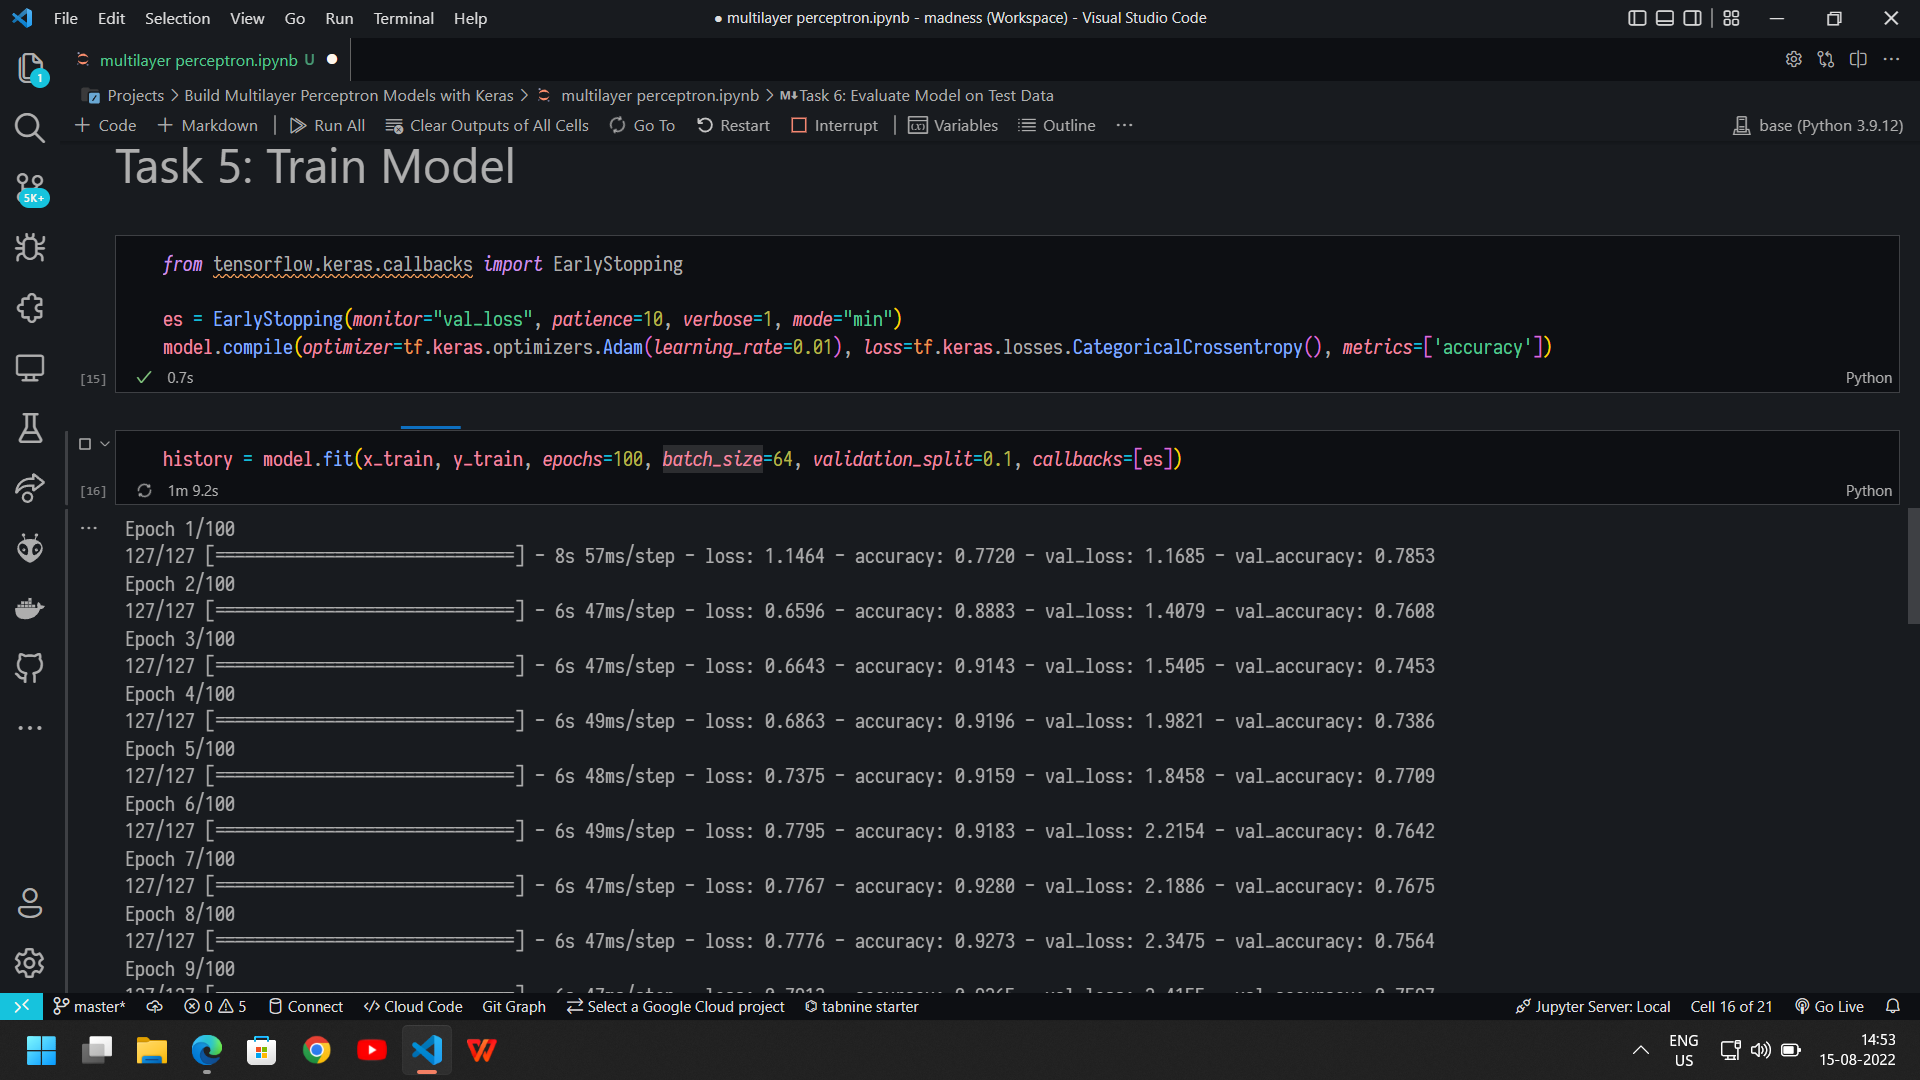 File Edit Selection View Go Run Terminal Help
● multilayer perceptron.ipynb - madness (Workspace) - Visual Studio Code
multilayer perceptron.ipynb U
Projects > Build Multilayer Perceptron Models with Keras > multilayer perceptron.ipynb > M↓Task 6: Evaluate Model on Test Data
+ Code + Markdown Run All Clear Outputs of All Cells Go To Restart Interrupt Variables Outline ··· base (Python 3.9.12)
1
5K+
Task 5: Train Model
from tensorflow.keras.callbacks import EarlyStopping
es = EarlyStopping(monitor="val_loss", patience=10, verbose=1, mode="min")
model.compile(optimizer=tf.keras.optimizers.Adam(learning_rate=0.01), loss=tf.keras.losses.CategoricalCrossentropy(), metrics=['accuracy'])
[15] 0.7s Python
history = model.fit(x_train, y_train, epochs=100, batch_size=64, validation_split=0.1, callbacks=[es])
[16] 1m 9.2s Python
Epoch 1/100
127/127 [==============================] - 8s 57ms/step - loss: 1.1464 - accuracy: 0.7720 - val_loss: 1.1685 - val_accuracy: 0.7853
Epoch 2/100
127/127 [==============================] - 6s 47ms/step - loss: 0.6596 - accuracy: 0.8883 - val_loss: 1.4079 - val_accuracy: 0.7608
Epoch 3/100
127/127 [==============================] - 6s 47ms/step - loss: 0.6643 - accuracy: 0.9143 - val_loss: 1.5405 - val_accuracy: 0.7453
Epoch 4/100
127/127 [==============================] - 6s 49ms/step - loss: 0.6863 - accuracy: 0.9196 - val_loss: 1.9821 - val_accuracy: 0.7386
Epoch 5/100
127/127 [==============================] - 6s 48ms/step - loss: 0.7375 - accuracy: 0.9159 - val_loss: 1.8458 - val_accuracy: 0.7709
Epoch 6/100
127/127 [==============================] - 6s 49ms/step - loss: 0.7795 - accuracy: 0.9183 - val_loss: 2.2154 - val_accuracy: 0.7642
Epoch 7/100
127/127 [==============================] - 6s 47ms/step - loss: 0.7767 - accuracy: 0.9280 - val_loss: 2.1886 - val_accuracy: 0.7675
Epoch 8/100
127/127 [==============================] - 6s 47ms/step - loss: 0.7776 - accuracy: 0.9273 - val_loss: 2.3475 - val_accuracy: 0.7564
Epoch 9/100
master* 0 5 Connect Cloud Code Git Graph Select a Google Cloud project tabnine starter Jupyter Server: Local Cell 16 of 21 Go Live
ENG
US
14:53
15-08-2022